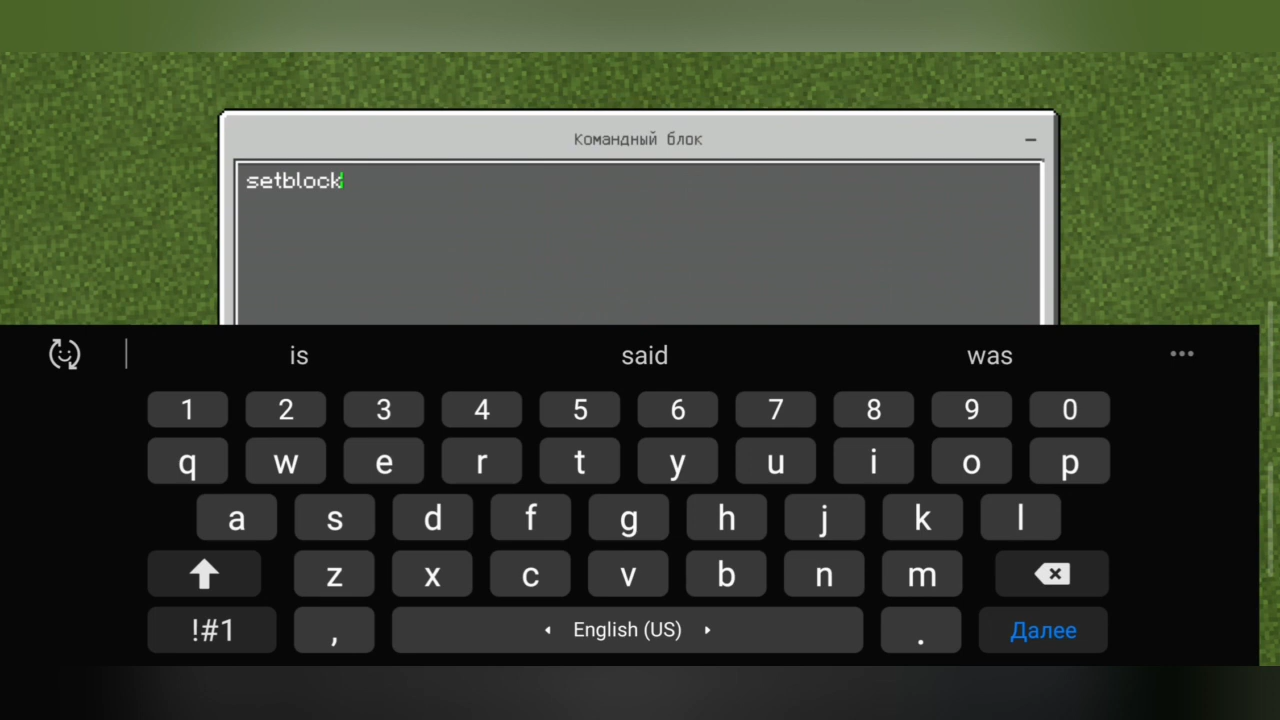 Командный блок
setblock
is said was
1 2 3 4 5 6 7 8 9 0
q w e r t y u i o p
a s d f g h j k l
z x c v b n m
!#1 , English (US) . Далее